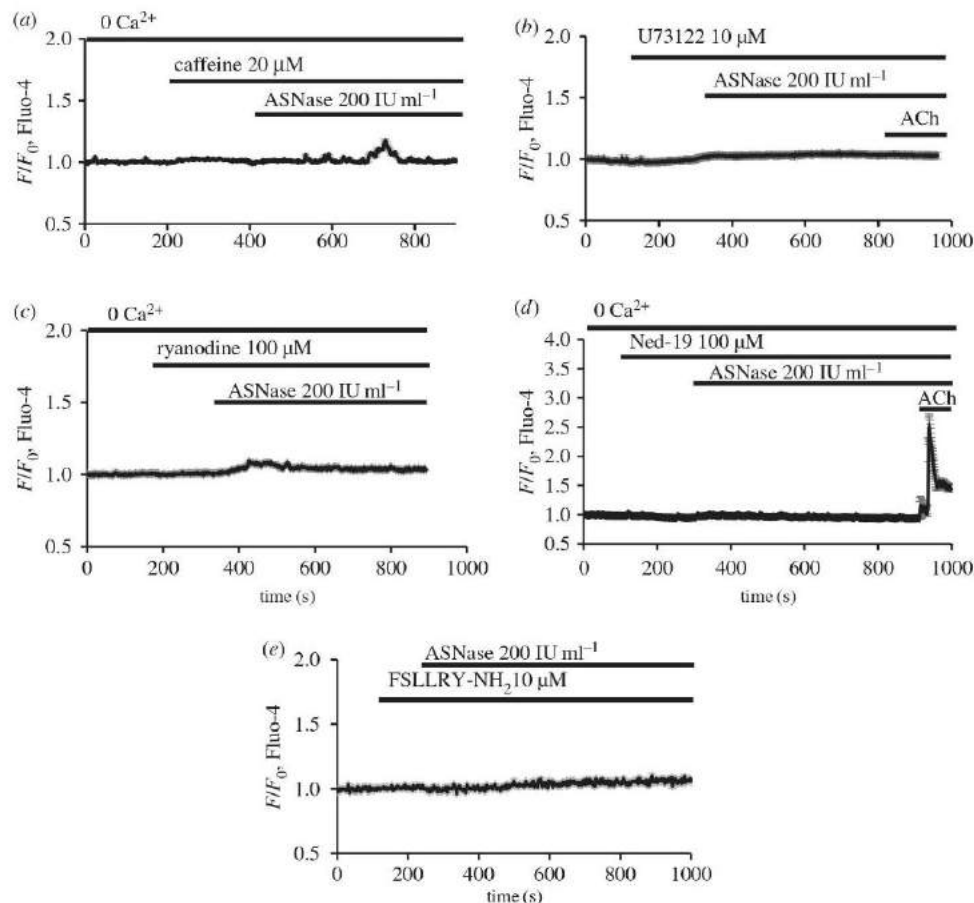 (a)
0 Ca²⁺
2.0
caffeine 20 μM
1.5
ASNase 200 IU ml⁻¹
F/F₀, Fluo-4
1.0
0.5
0 200 400 600 800
(b)
2.0
U73122 10 μM
ASNase 200 IU ml⁻¹
1.5
ACh
F/F₀, Fluo-4
1.0
0.5
0 200 400 600 800 1000
(c)
0 Ca²⁺
2.0
ryanodine 100 μM
ASNase 200 IU ml⁻¹
1.5
F/F₀, Fluo-4
1.0
0.5
0 200 400 600 800 1000
time (s)
(d)
0 Ca²⁺
4.0
Ned-19 100 μM
3.5
ASNase 200 IU ml⁻¹
3.0
ACh
2.5
F/F₀, Fluo-4
2.0
1.5
1.0
0.5
0 200 400 600 800 1000
time (s)
(e)
ASNase 200 IU ml⁻¹
2.0
FSLLRY-NH₂10 μM
1.5
F/F₀, Fluo-4
1.0
0.5
0 200 400 600 800 1000
time (s)